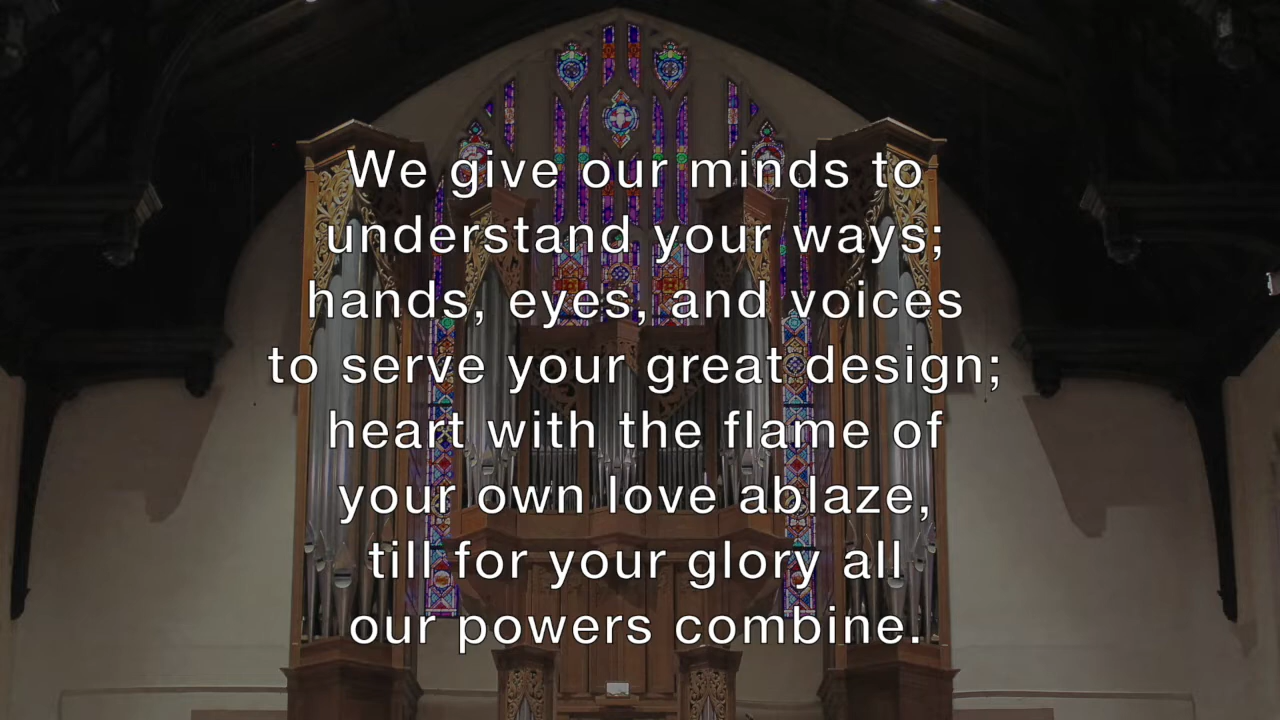 We give our minds to
understand your ways;
hands, eyes, and voices
to serve your great design;
heart with the flame of
your own love ablaze,
till for your glory all
our powers combine.